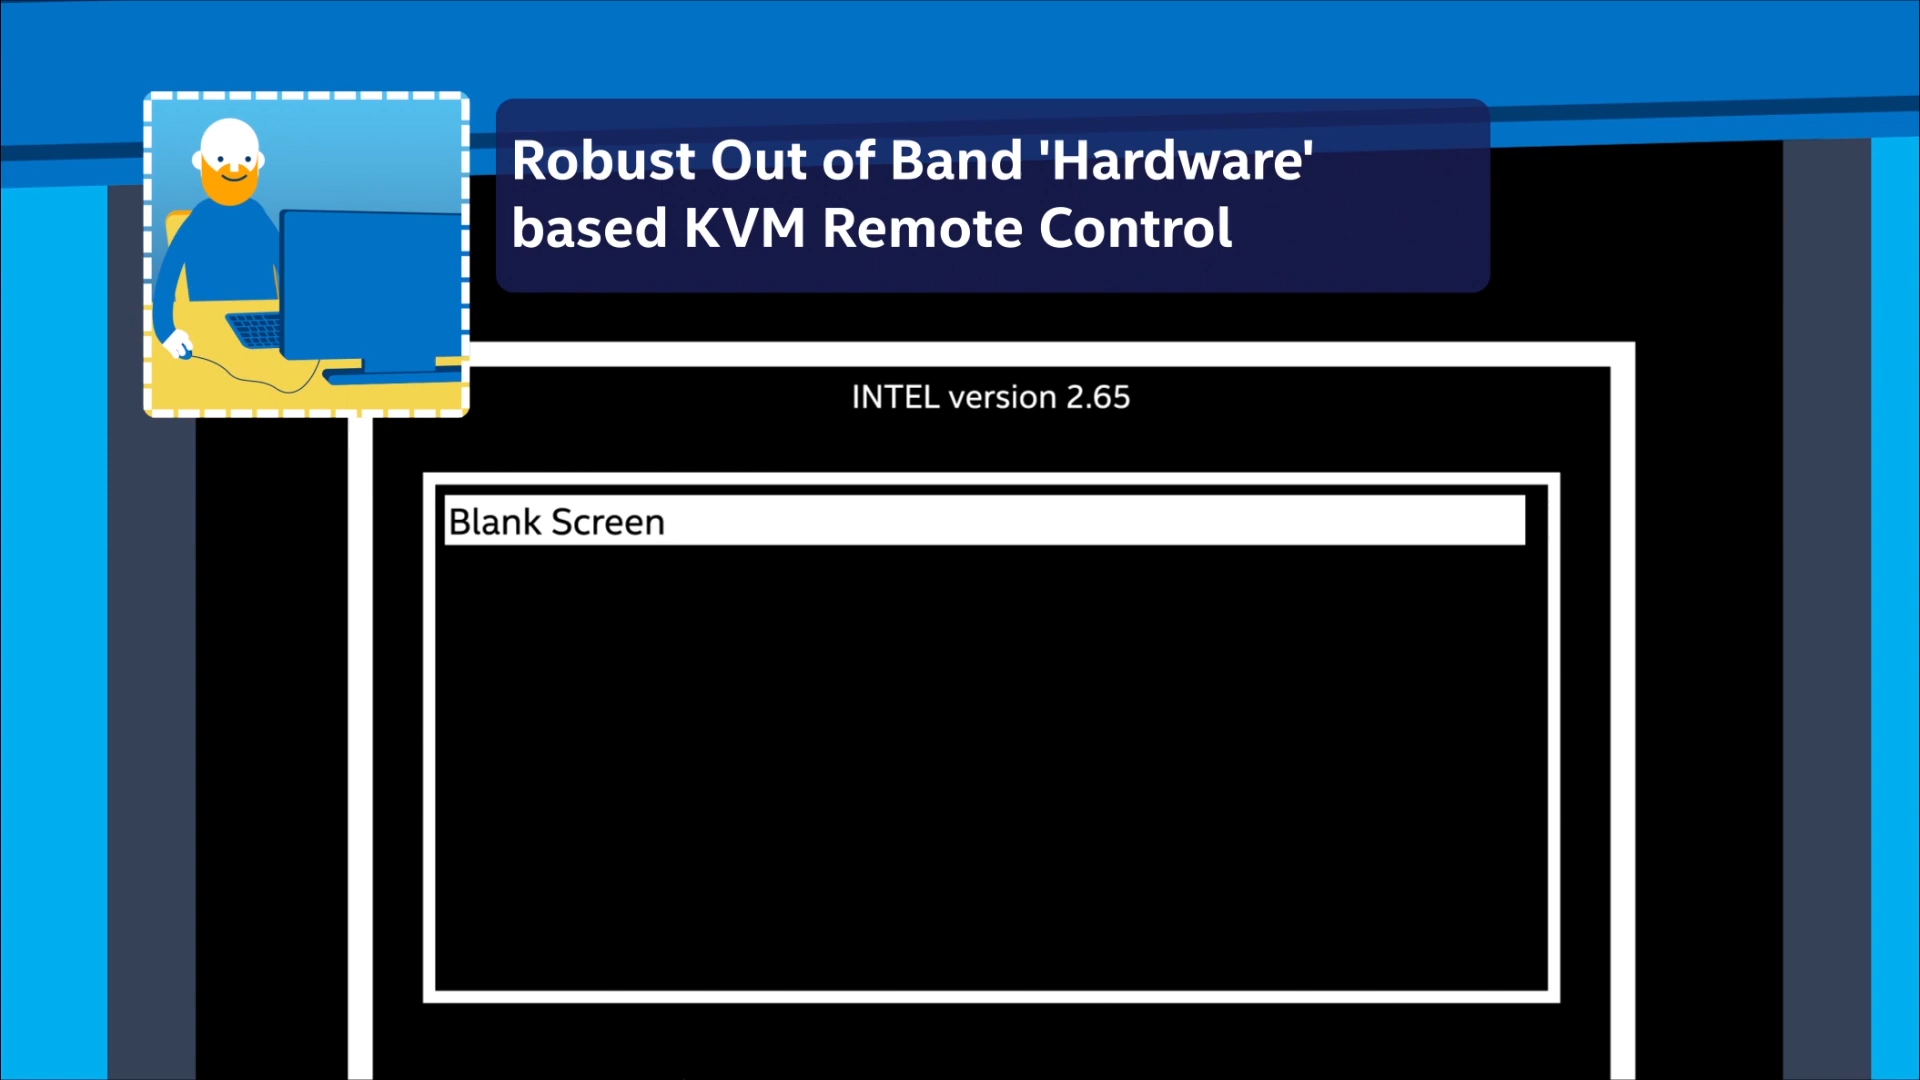 Robust Out of Band 'Hardware'
based KVM Remote Control
INTEL version 2.65
Blank Screen